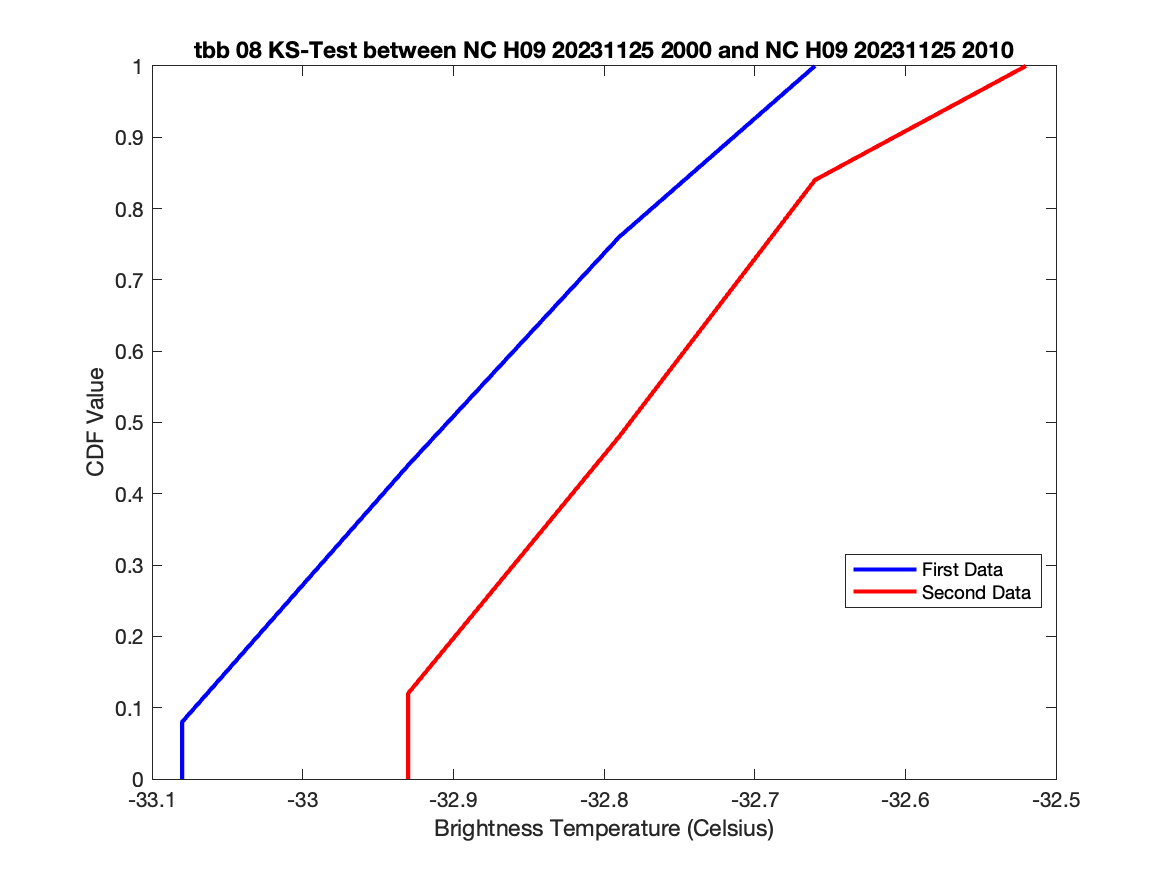 tbb 08 KS-Test between NC H09 20231125 2000 and NC H09 20231125 2010
1
0.9
0.8
0.7
0.6
0.5
0.4
0.3
0.2
0.1
0
CDF Value
First Data
Second Data
-33.1 -33 -32.9 -32.8 -32.7 -32.6 -32.5
Brightness Temperature (Celsius)